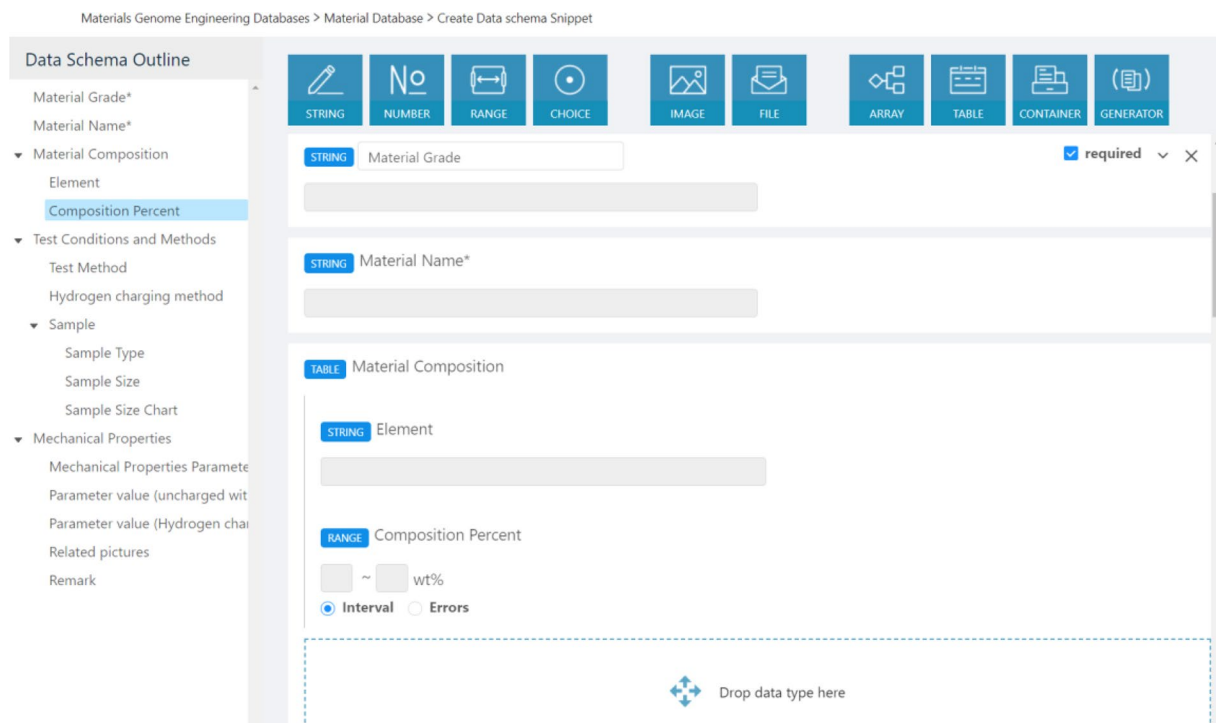 Materials Genome Engineering Databases > Material Database > Create Data schema Snippet
Data Schema Outline
Material Grade*
Material Name*
Material Composition
Element
Composition Percent
Test Conditions and Methods
Test Method
Hydrogen charging method
Sample
Sample Type
Sample Size
Sample Size Chart
Mechanical Properties
Mechanical Properties Paramete
Parameter value (uncharged wit
Parameter value (Hydrogen char
Related pictures
Remark
STRING NUMBER RANGE CHOICE IMAGE FILE ARRAY TABLE CONTAINER GENERATOR
STRING Material Grade required
STRING Material Name*
TABLE Material Composition
STRING Element
RANGE Composition Percent
~ wt%
Interval Errors
Drop data type here